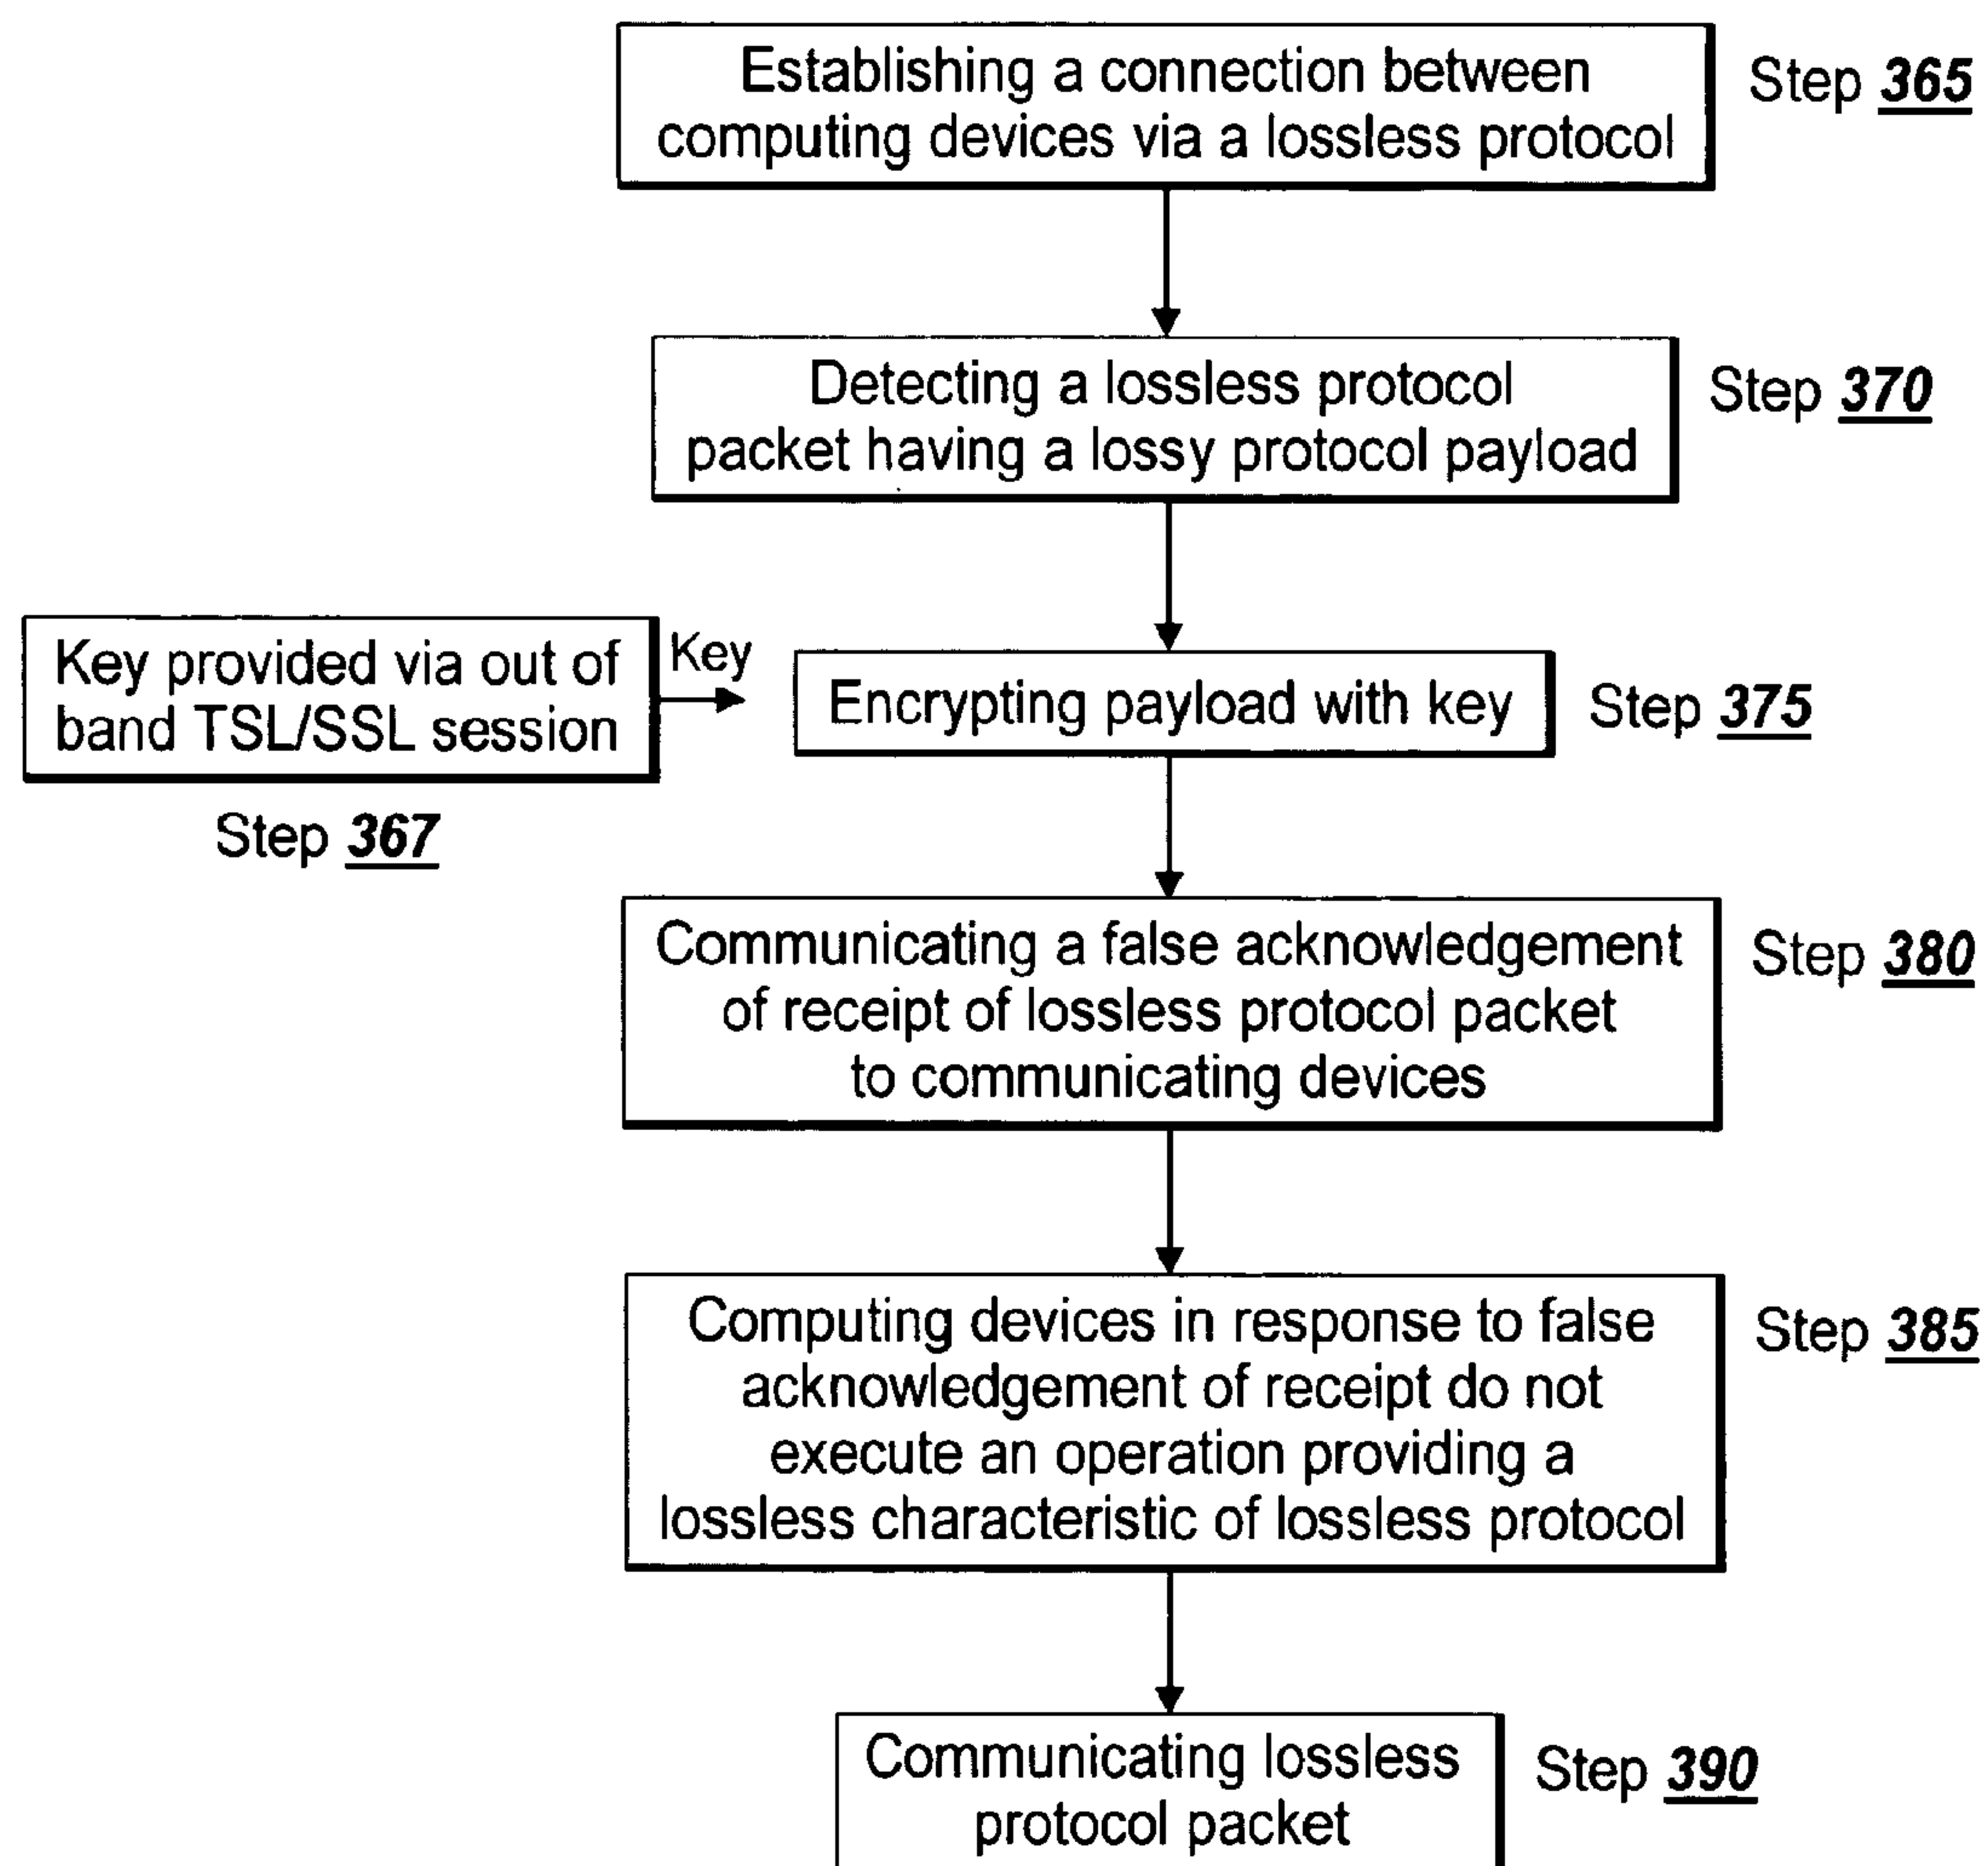 Establishing a connection between
computing devices via a lossless protocol
Step 365
Detecting a lossless protocol
packet having a lossy protocol payload
Step 370
Key provided via out of
band TSL/SSL session
Step 367
Key
Encrypting payload with key
Step 375
Communicating a false acknowledgement
of receipt of lossless protocol packet
to communicating devices
Step 380
Computing devices in response to false
acknowledgement of receipt do not
execute an operation providing a
lossless characteristic of lossless protocol
Step 385
Communicating lossless
protocol packet
Step 390